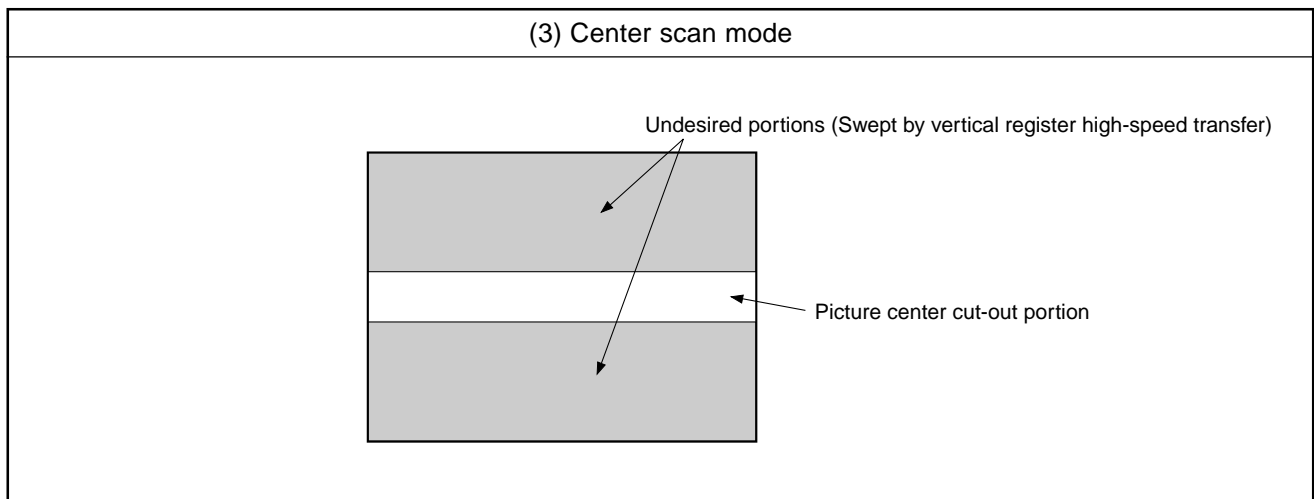 (3) Center scan mode
Undesired portions (Swept by vertical register high-speed transfer)
Picture center cut-out portion